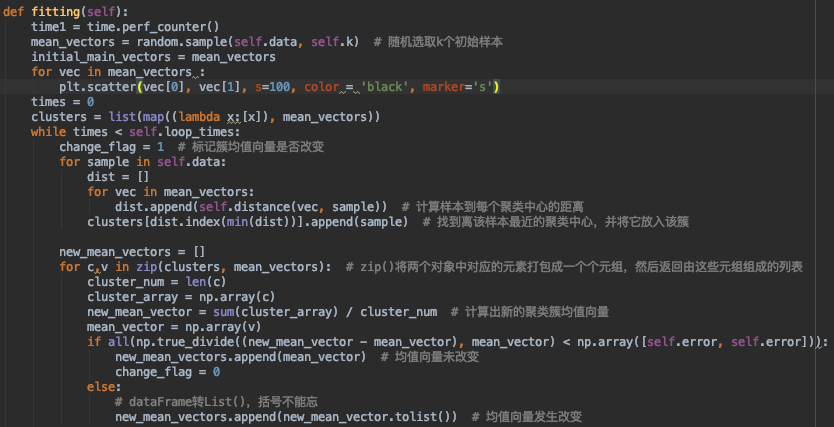 def fitting(self):
    time1 = time.perf_counter()
    mean_vectors = random.sample(self.data, self.k)  # 随机选取k个初始样本
    initial_main_vectors = mean_vectors
    for vec in mean_vectors :
        plt.scatter(vec[0], vec[1], s=100, color = 'black', marker='s')
    times = 0
    clusters = list(map((lambda x:[x]), mean_vectors))
    while times < self.loop_times:
        change_flag = 1  # 标记簇均值向量是否改变
        for sample in self.data:
            dist = []
            for vec in mean_vectors:
                dist.append(self.distance(vec, sample))  # 计算样本到每个聚类中心的距离
            clusters[dist.index(min(dist))].append(sample)  # 找到离该样本最近的聚类中心，并将它放入该簇

        new_mean_vectors = []
        for c,v in zip(clusters, mean_vectors):  # zip()将两个对象中对应的元素打包成一个个元组，然后返回由这些元组组成的列表
            cluster_num = len(c)
            cluster_array = np.array(c)
            new_mean_vector = sum(cluster_array) / cluster_num  # 计算出新的聚类簇均值向量
            mean_vector = np.array(v)
            if all(np.true_divide((new_mean_vector - mean_vector), mean_vector) < np.array([self.error, self.error])):
                new_mean_vectors.append(mean_vector)  # 均值向量未改变
                change_flag = 0
            else:
                # dataFrame转List()，括号不能忘
                new_mean_vectors.append(new_mean_vector.tolist())  # 均值向量发生改变